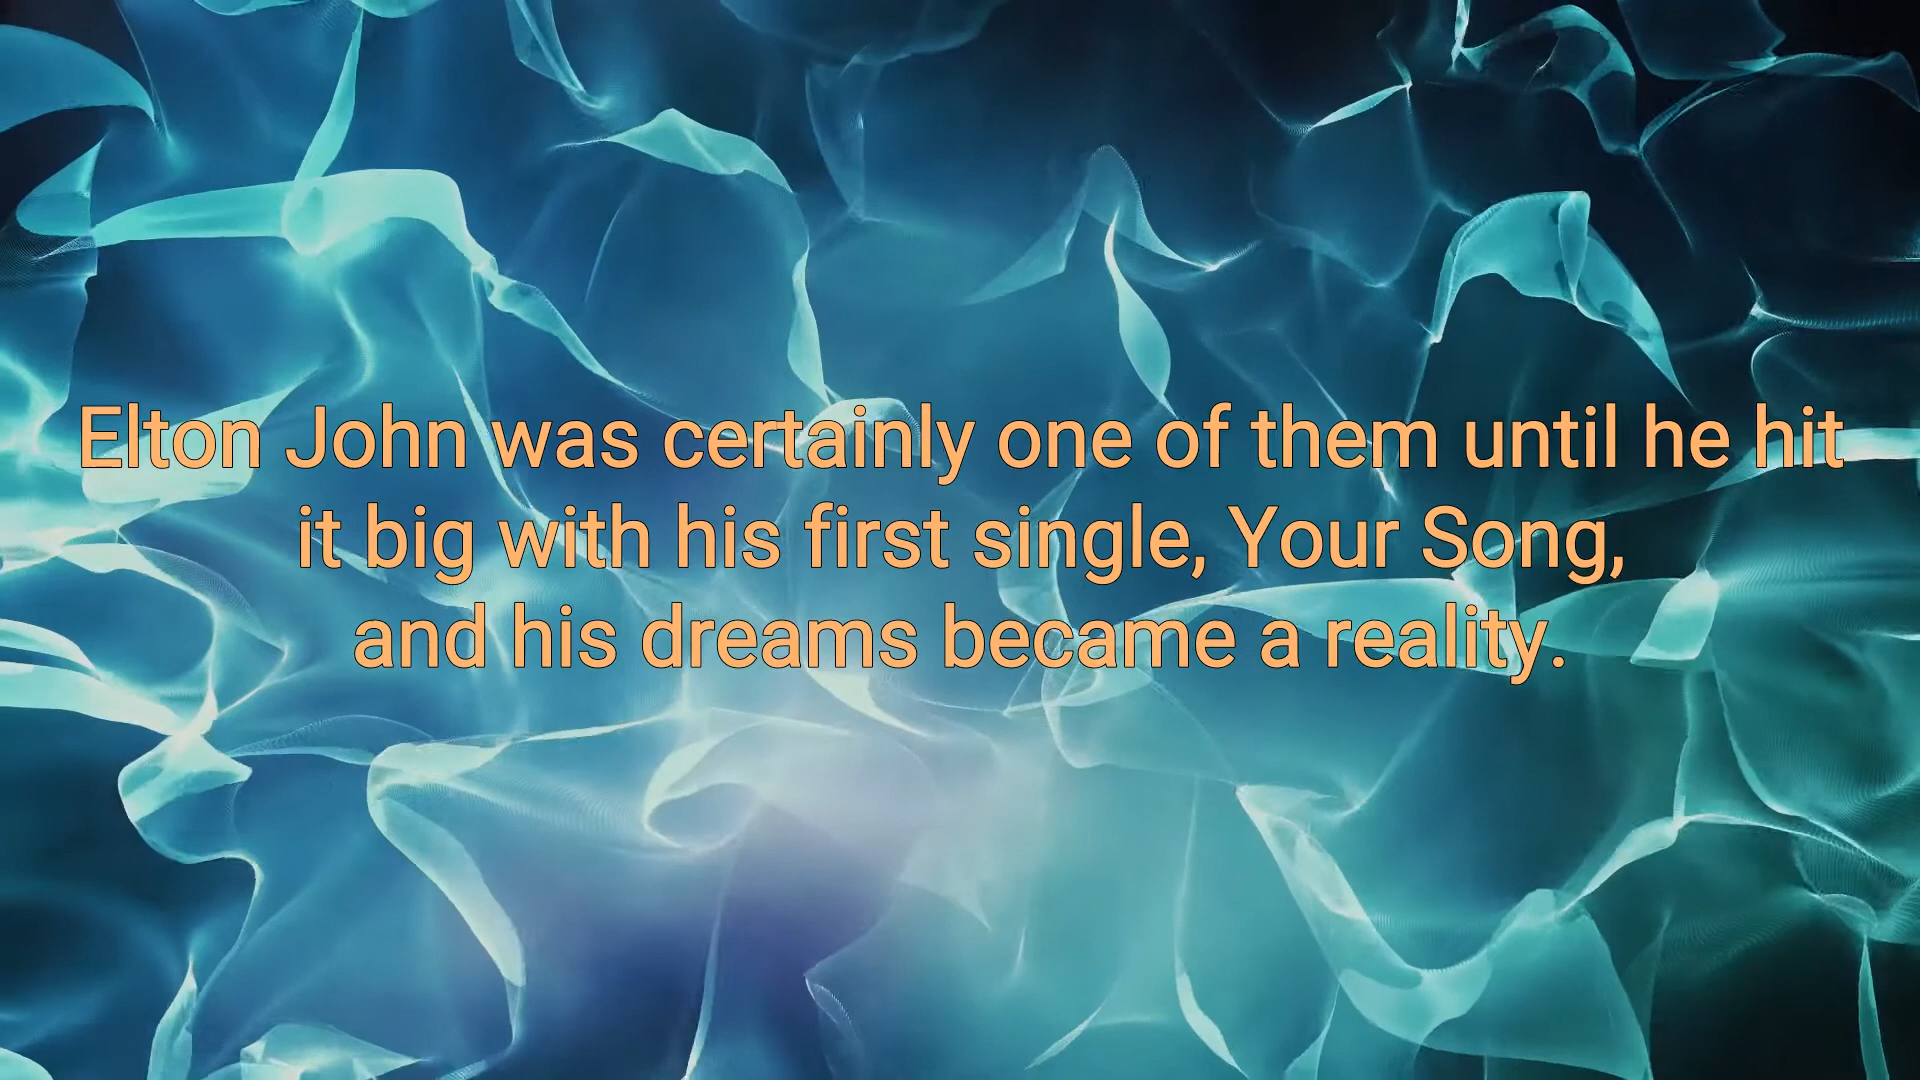 Elton John was certainly one of them until he hit
it big with his first single, Your Song,
and his dreams became a reality.